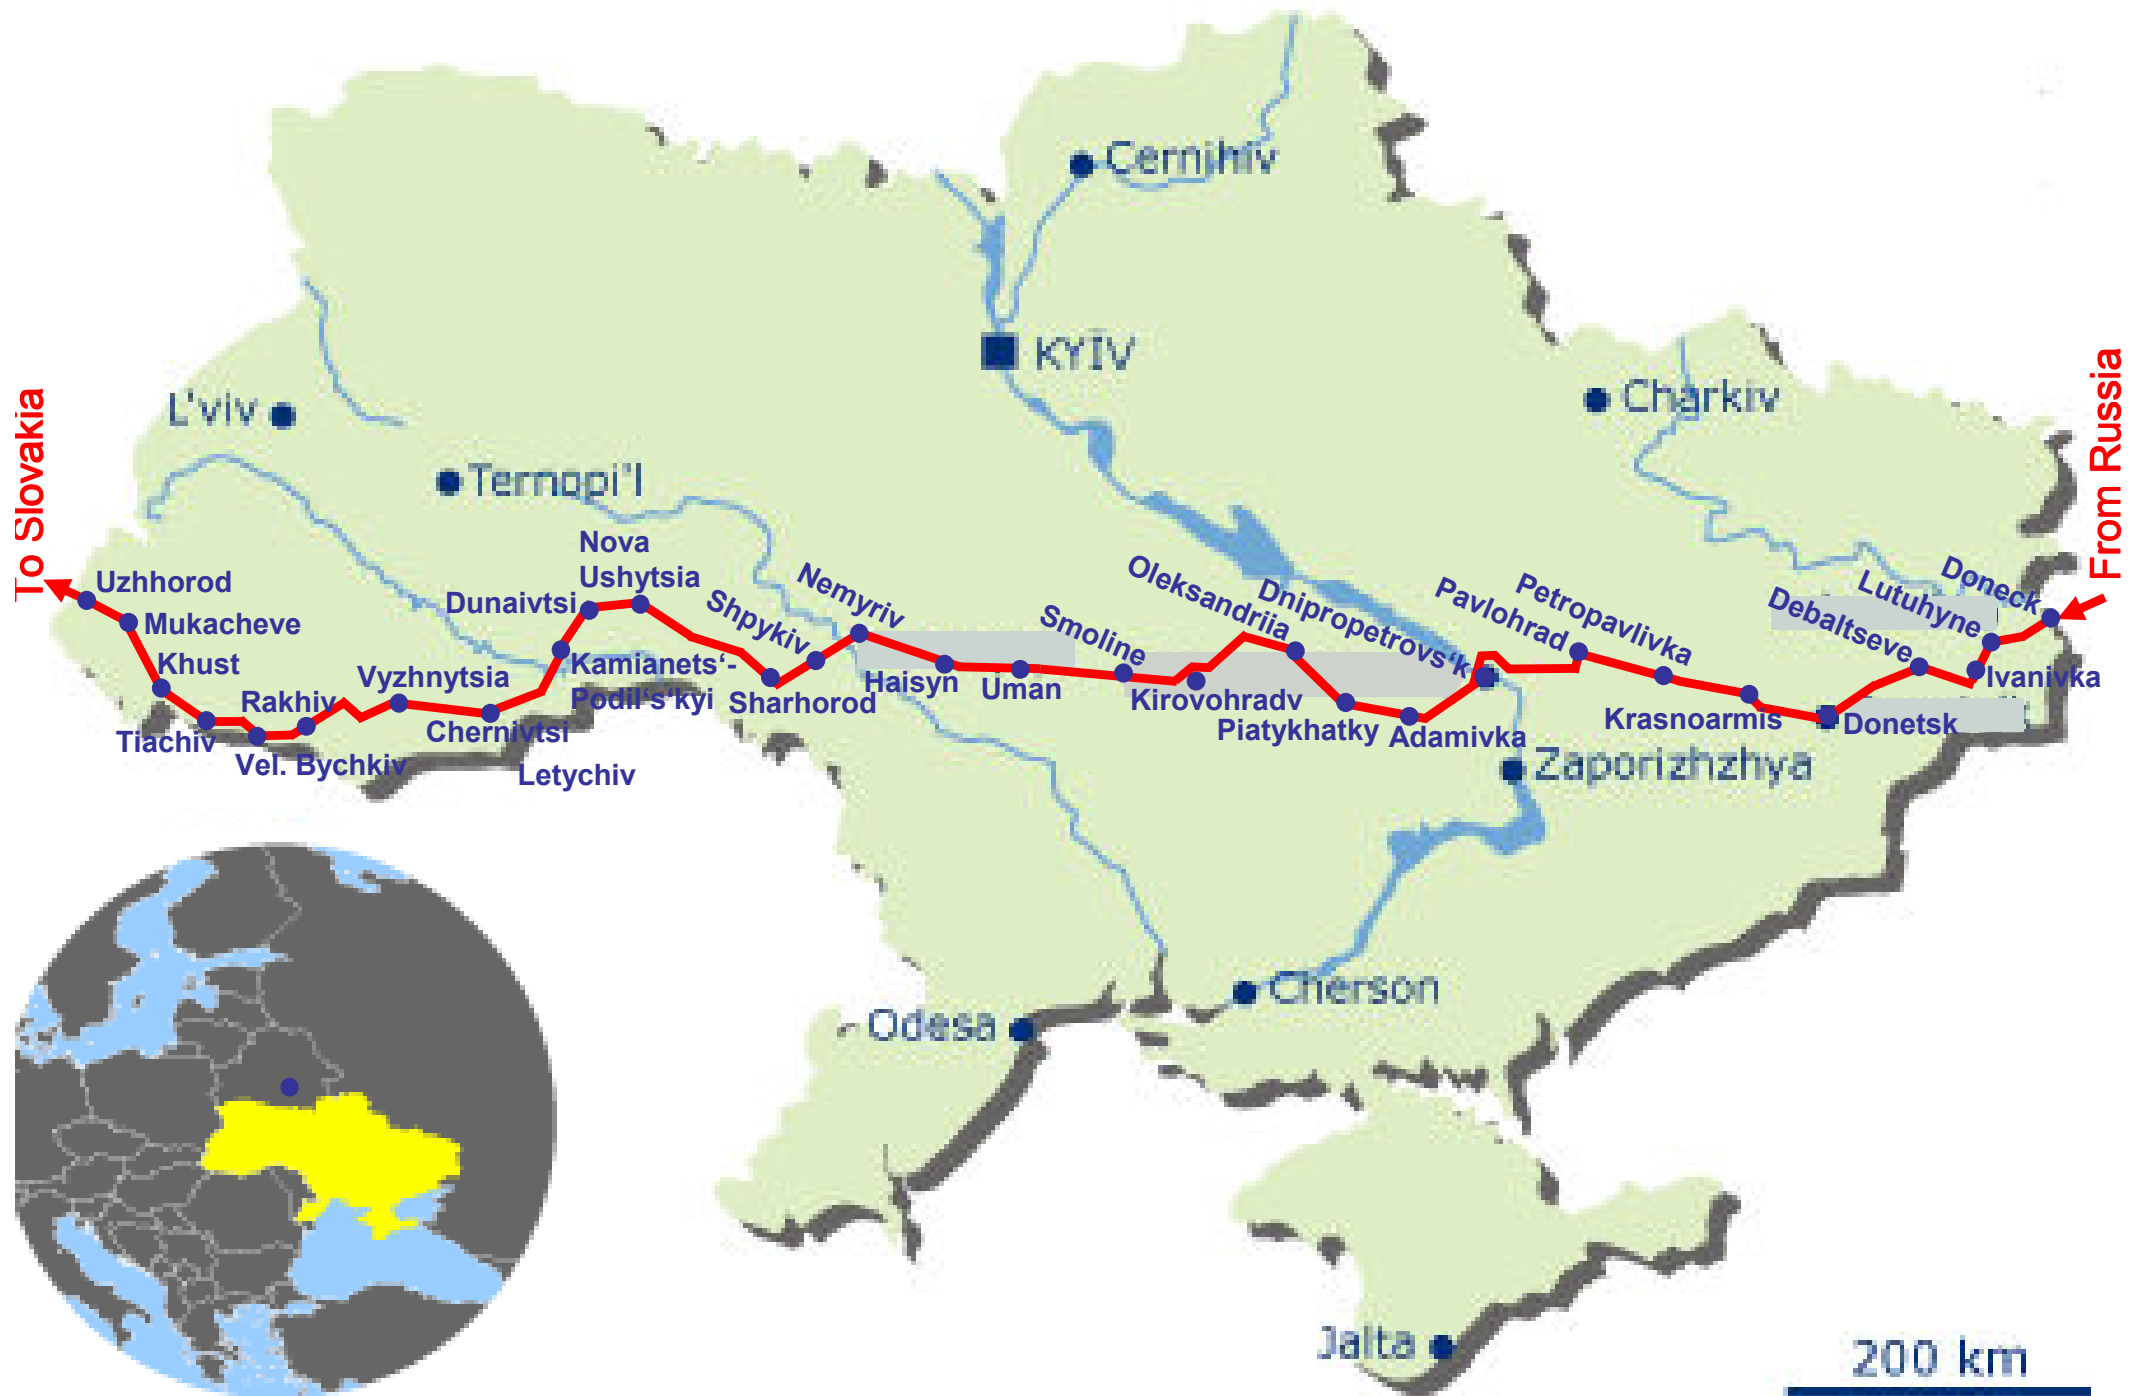 Cernihiv
KYÏV
Charkiv
L'viv
Ternopi'l
To Slovakia
From Russia
Uzhhorod
Mukacheve
Khust
Tiachiv
Rakhiv
Vel. Bychkiv
Vyzhnytsia
Chernivtsi
Letychiv
Dunaivtsi
Nova
Ushytsia
Kamianets‘-
Podil's'kyi
Shpykiv
Sharhorod
Nemyriv
Haisyn
Uman
Smoline
Kirovohradv
Oleksandriia
Piatykhatky
Adamivka
Dnipropetrovs‘k
Pavlohrad
Petropavlivka
Krasnoarmis
Donetsk
Debaltseve
Lutuhyne
Ivanivka
Doneck
Zaporizhzhya
Cherson
Odesa
Jalta
200 km